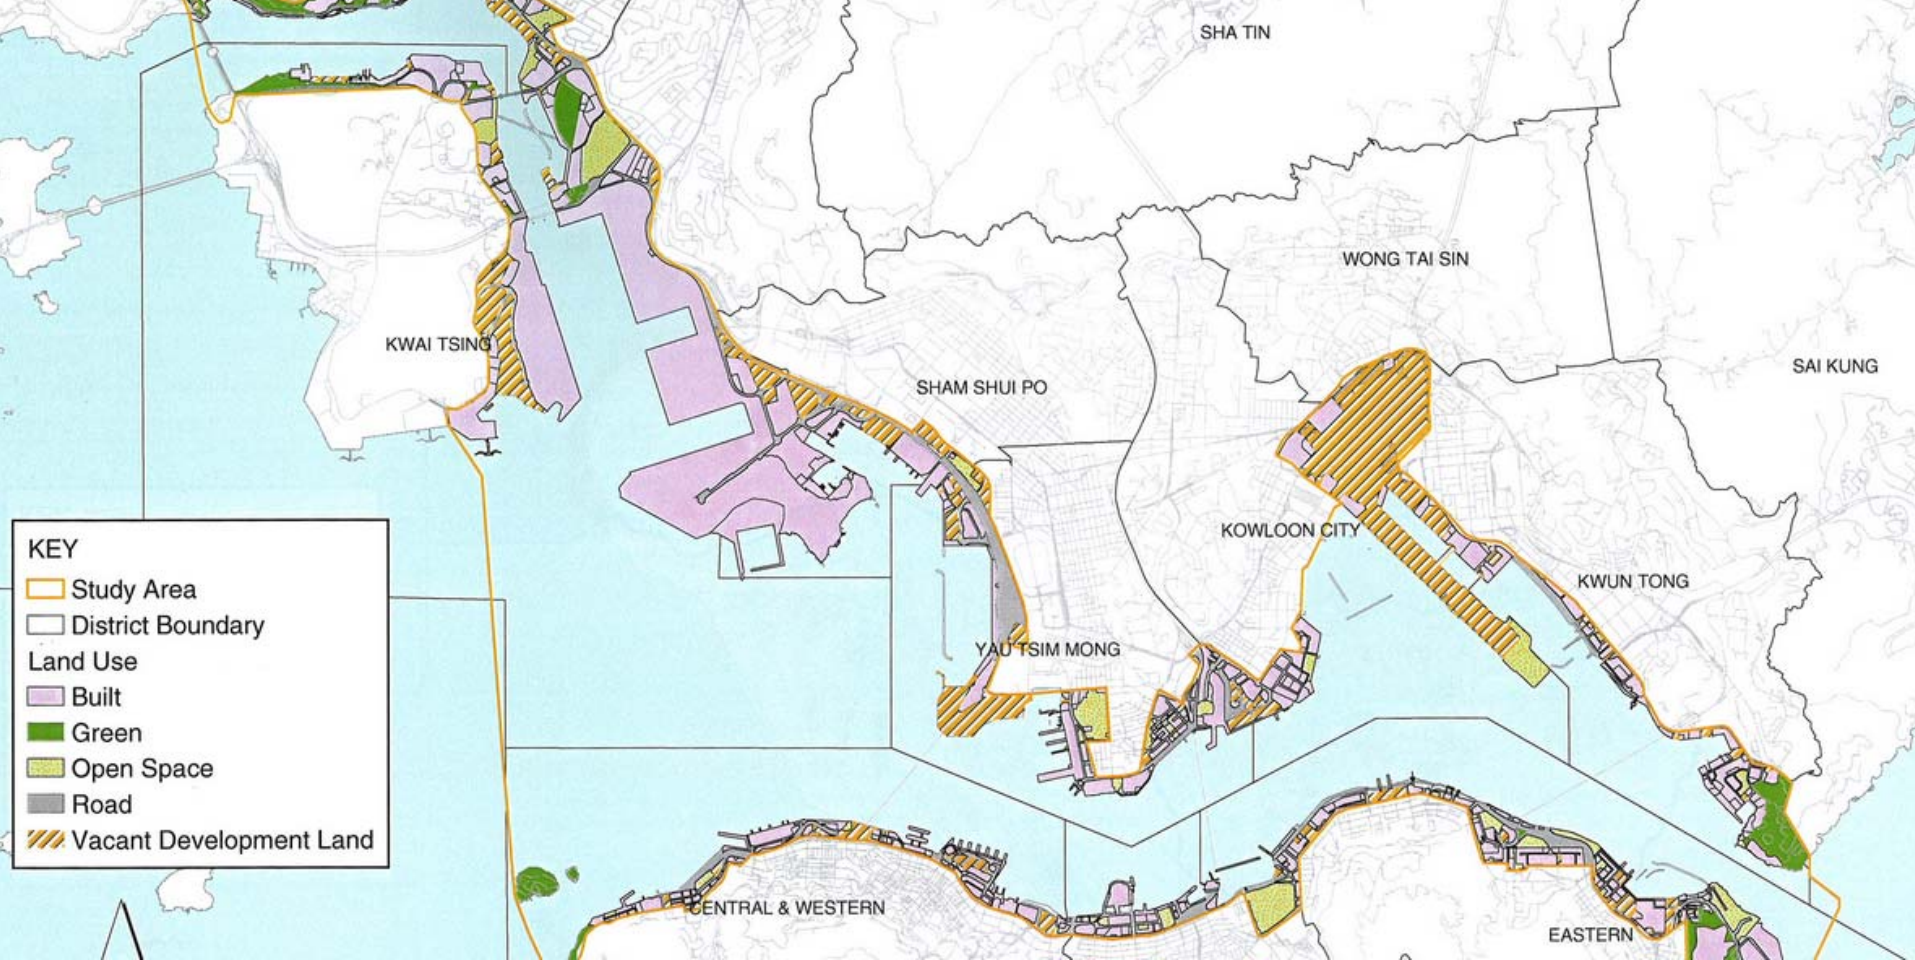 SHA TIN
WONG TAI SIN
KWAI TSING
SAI KUNG
SHAM SHUI PO
KOWLOON CITY
KWUN TONG
YAU TSIM MONG
CENTRAL & WESTERN
EASTERN
KEY
Study Area
District Boundary
Land Use
Built
Green
Open Space
Road
Vacant Development Land